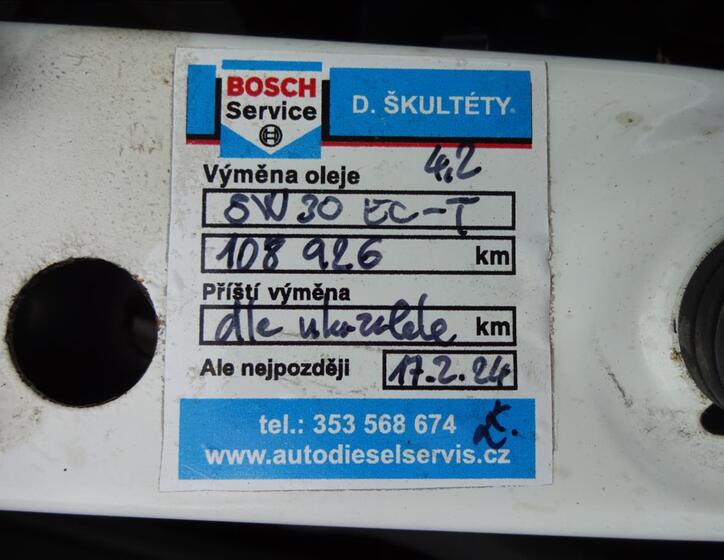 BOSCH
Service
D. ŠKULTÉTY
Výměna oleje 4,2
5W30 EC-T
108 926 km
Příští výměna
dle ukazatele km
Ale nejpozději 17.2.24
tel.: 353 568 674
www.autodieselservis.cz